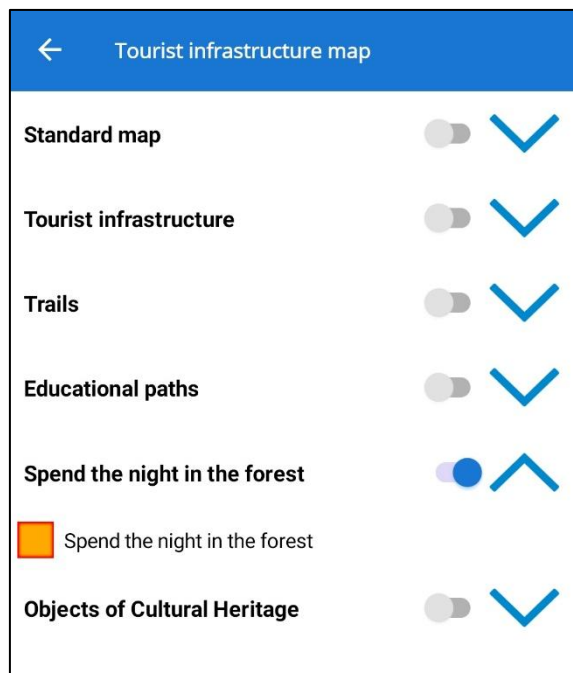 Tourist infrastructure map
Standard map
Tourist infrastructure
Trails
Educational paths
Spend the night in the forest
Spend the night in the forest
Objects of Cultural Heritage